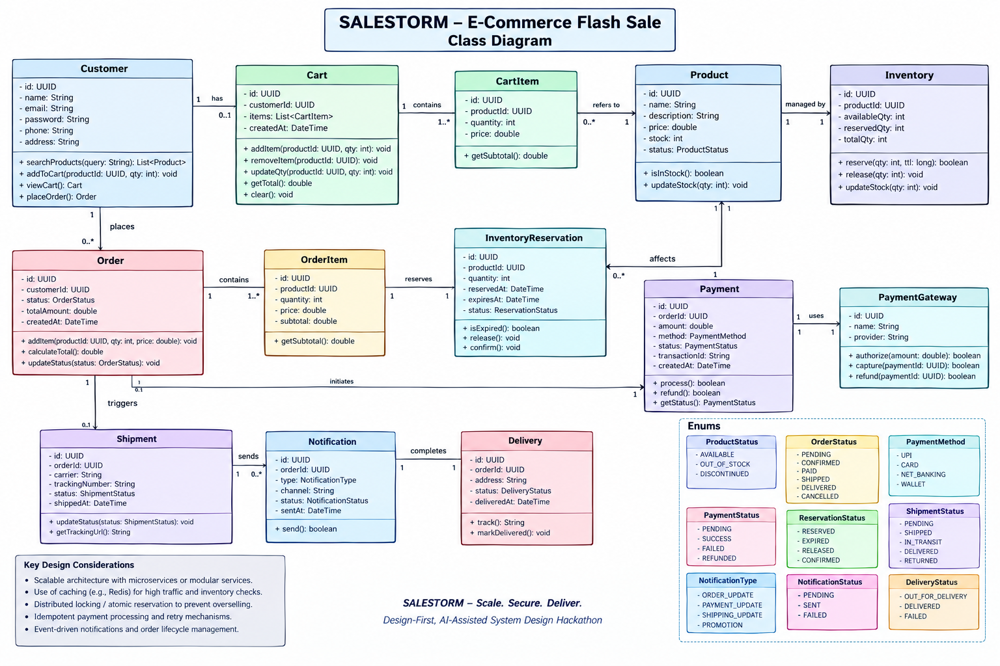 SALESTORM – E-Commerce Flash Sale
Class Diagram
Customer
- id: UUID
- name: String
- email: String
- password: String
- phone: String
- address: String
+ searchProducts(query: String): List<Product>
+ addToCart(productId: UUID, qty: int): void
+ viewCart(): Cart
+ placeOrder(): Order
1
has
0..1
Cart
- id: UUID
- customerId: UUID
- items: List<CartItem>
- createdAt: DateTime
+ addItem(productId: UUID, qty: int): void
+ removeItem(productId: UUID): void
+ updateQty(productId: UUID, qty: int): void
+ getTotal(): double
+ clear(): void
1
contains
1..*
CartItem
- id: UUID
- productId: UUID
- quantity: int
- price: double
+ getSubtotal(): double
refers to
0..*
1
Product
- id: UUID
- name: String
- description: String
- price: double
- stock: int
- status: ProductStatus
+ isInStock(): boolean
+ updateStock(qty: int): void
managed by
1
1
Inventory
- id: UUID
- productId: UUID
- availableQty: int
- reservedQty: int
- totalQty: int
+ reserve(qty: int, ttl: long): boolean
+ release(qty: int): void
+ updateStock(qty: int): void
1
places
0..*
1
1
Order
- id: UUID
- customerId: UUID
- status: OrderStatus
- totalAmount: double
- createdAt: DateTime
+ addItem(productId: UUID, qty: int, price: double): void
+ calculateTotal(): double
+ updateStatus(status: OrderStatus): void
contains
1
1..*
OrderItem
- id: UUID
- productId: UUID
- quantity: int
- price: double
- subtotal: double
+ getSubtotal(): double
reserves
1
1
InventoryReservation
- id: UUID
- productId: UUID
- quantity: int
- reservedAt: DateTime
- expiresAt: DateTime
- status: ReservationStatus
+ isExpired(): boolean
+ release(): void
+ confirm(): void
affects
0..*
1
Payment
- id: UUID
- orderId: UUID
- amount: double
- method: PaymentMethod
- status: PaymentStatus
- transactionId: String
- createdAt: DateTime
+ process(): boolean
+ refund(): boolean
+ getStatus(): PaymentStatus
1
uses
1
1
PaymentGateway
- id: UUID
- name: String
- provider: String
+ authorize(amount: double): boolean
+ capture(paymentId: UUID): boolean
+ refund(paymentId: UUID): boolean
1
0..1
initiates
1
1
triggers
0..1
Shipment
- id: UUID
- orderId: UUID
- carrier: String
- trackingNumber: String
- status: ShipmentStatus
- shippedAt: DateTime
+ updateStatus(status: ShipmentStatus): void
+ getTrackingUrl(): String
sends
1
0..*
Notification
- id: UUID
- orderId: UUID
- type: NotificationType
- channel: String
- status: NotificationStatus
- sentAt: DateTime
+ send(): boolean
completes
1
1
Delivery
- id: UUID
- orderId: UUID
- address: String
- status: DeliveryStatus
- deliveredAt: DateTime
+ track(): String
+ markDelivered(): void
Enums
ProductStatus
- AVAILABLE
- OUT_OF_STOCK
- DISCONTINUED
OrderStatus
- PENDING
- CONFIRMED
- PAID
- SHIPPED
- DELIVERED
- CANCELLED
PaymentMethod
- UPI
- CARD
- NET_BANKING
- WALLET
PaymentStatus
- PENDING
- SUCCESS
- FAILED
- REFUNDED
ReservationStatus
- RESERVED
- EXPIRED
- RELEASED
- CONFIRMED
ShipmentStatus
- PENDING
- SHIPPED
- IN_TRANSIT
- DELIVERED
- RETURNED
NotificationType
- ORDER_UPDATE
- PAYMENT_UPDATE
- SHIPPING_UPDATE
- PROMOTION
NotificationStatus
- PENDING
- SENT
- FAILED
DeliveryStatus
- OUT_FOR_DELIVERY
- DELIVERED
- FAILED
Key Design Considerations
• Scalable architecture with microservices or modular services.
• Use of caching (e.g., Redis) for high traffic and inventory checks.
• Distributed locking / atomic reservation to prevent overselling.
• Idempotent payment processing and retry mechanisms.
• Event-driven notifications and order lifecycle management.
SALESTORM – Scale. Secure. Deliver.
Design-First, AI-Assisted System Design Hackathon